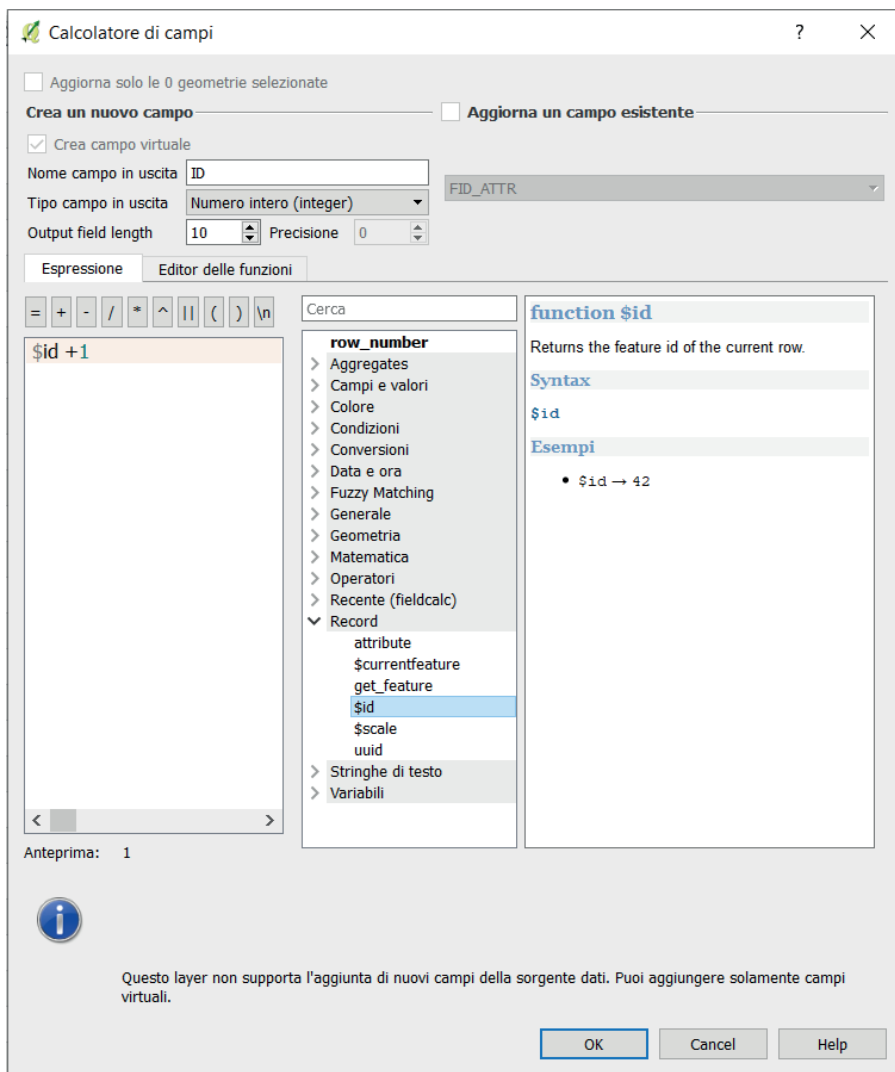 Calcolatore di campi
?
Aggiorna solo le 0 geometrie selezionate
Crea un nuovo campo
Aggiorna un campo esistente
Crea campo virtuale
Nome campo in uscita ID
FID_ATTR
Tipo campo in uscita Numero intero (integer)
Output field length 10 Precisione 0
Espressione Editor delle funzioni
= + - / * ^ || ( ) \n
$id +1
Anteprima: 1
Cerca
row_number
Aggregates
Campi e valori
Colore
Condizioni
Conversioni
Data e ora
Fuzzy Matching
Generale
Geometria
Matematica
Operatori
Recente (fieldcalc)
Record
attribute
$currentfeature
get_feature
$id
$scale
uuid
Stringhe di testo
Variabili
function $id
Returns the feature id of the current row.
Syntax
$id
Esempi
• $id → 42
i
Questo layer non supporta l'aggiunta di nuovi campi della sorgente dati. Puoi aggiungere solamente campi
virtuali.
OK Cancel Help